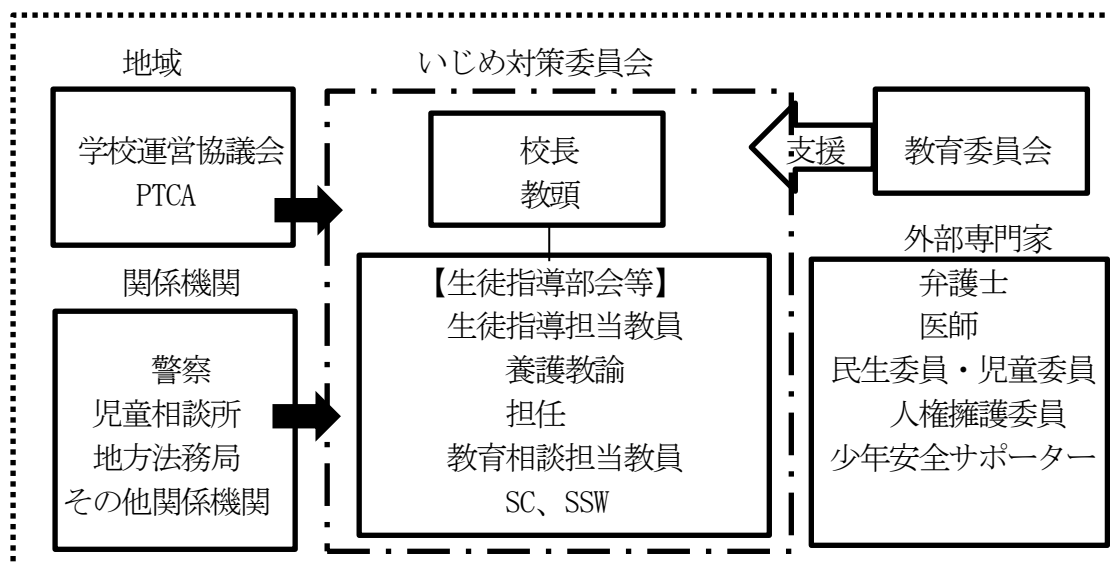 地域
学校運営協議会
PTCA
関係機関
警察
児童相談所
地方法務局
その他関係機関
いじめ対策委員会
校長
教頭
【生徒指導部会等】
生徒指導担当教員
養護教諭
担任
教育相談担当教員
SC、SSW
支援
教育委員会
外部専門家
弁護士
医師
民生委員・児童委員
人権擁護委員
少年安全サポーター